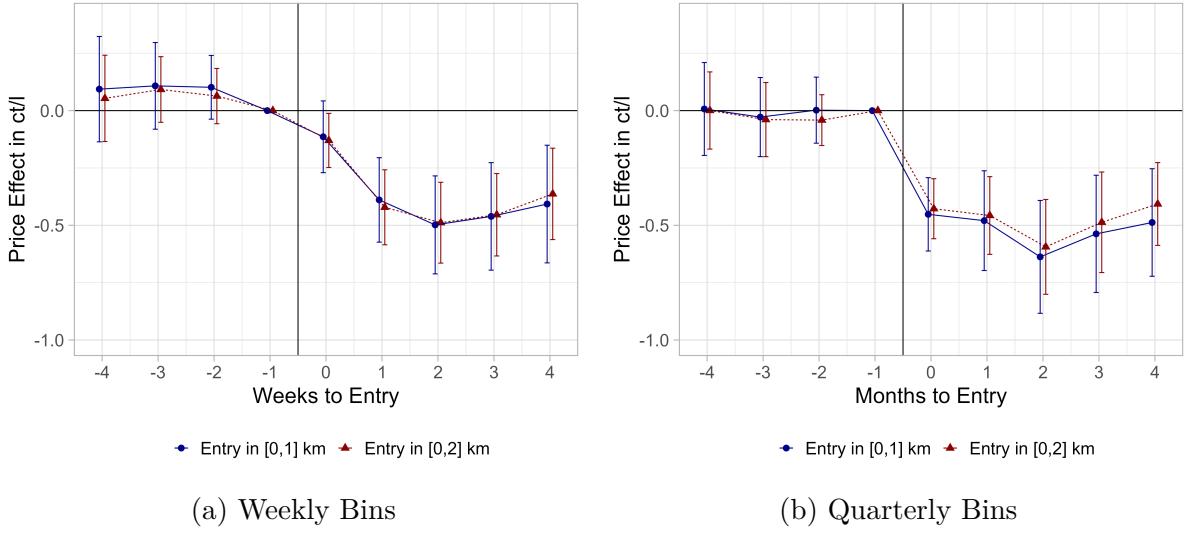 Price Effect in ct/l
0.0
-0.5
-1.0
-4 -3 -2 -1 0 1 2 3 4
Weeks to Entry
Entry in [0,1] km Entry in [0,2] km
(a) Weekly Bins
Price Effect in ct/l
0.0
-0.5
-1.0
-4 -3 -2 -1 0 1 2 3 4
Months to Entry
Entry in [0,1] km Entry in [0,2] km
(b) Quarterly Bins